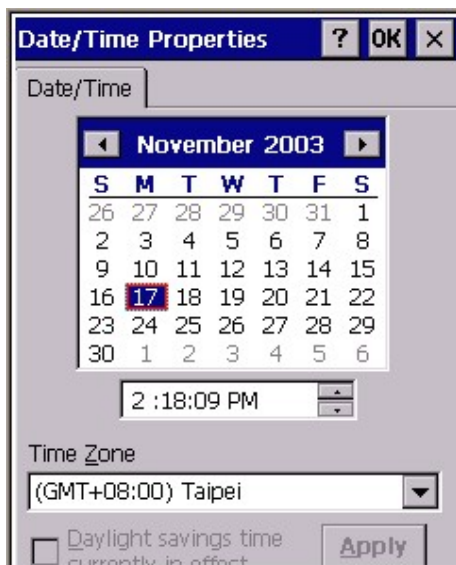 Date/Time Properties ? OK ×
Date/Time
November 2003
S M T W T F S
26 27 28 29 30 31 1
2 3 4 5 6 7 8
9 10 11 12 13 14 15
16 17 18 19 20 21 22
23 24 25 26 27 28 29
30 1 2 3 4 5 6
2 :18:09 PM
Time Zone
(GMT+08:00) Taipei
Daylight savings time
currently in effect
Apply